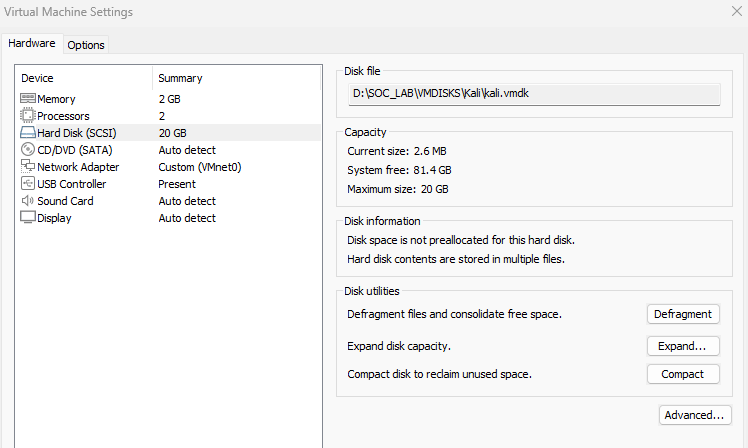 Virtual Machine Settings
Hardware Options
Device Summary
Memory 2 GB
Processors 2
Hard Disk (SCSI) 20 GB
CD/DVD (SATA) Auto detect
Network Adapter Custom (VMnet0)
USB Controller Present
Sound Card Auto detect
Display Auto detect
Disk file
D:\SOC_LAB\VMDISKS\Kali\kali.vmdk
Capacity
Current size: 2.6 MB
System free: 81.4 GB
Maximum size: 20 GB
Disk information
Disk space is not preallocated for this hard disk.
Hard disk contents are stored in multiple files.
Disk utilities
Defragment files and consolidate free space. Defragment
Expand disk capacity. Expand...
Compact disk to reclaim unused space. Compact
Advanced...